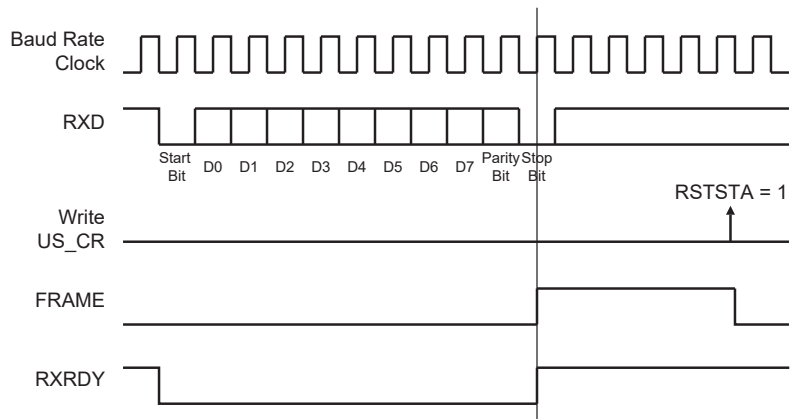 Baud Rate
Clock
RXD
Start
Bit
D0 D1 D2 D3 D4 D5 D6 D7
Parity
Bit
Stop
Bit
RSTSTA = 1
Write
US_CR
FRAME
RXRDY